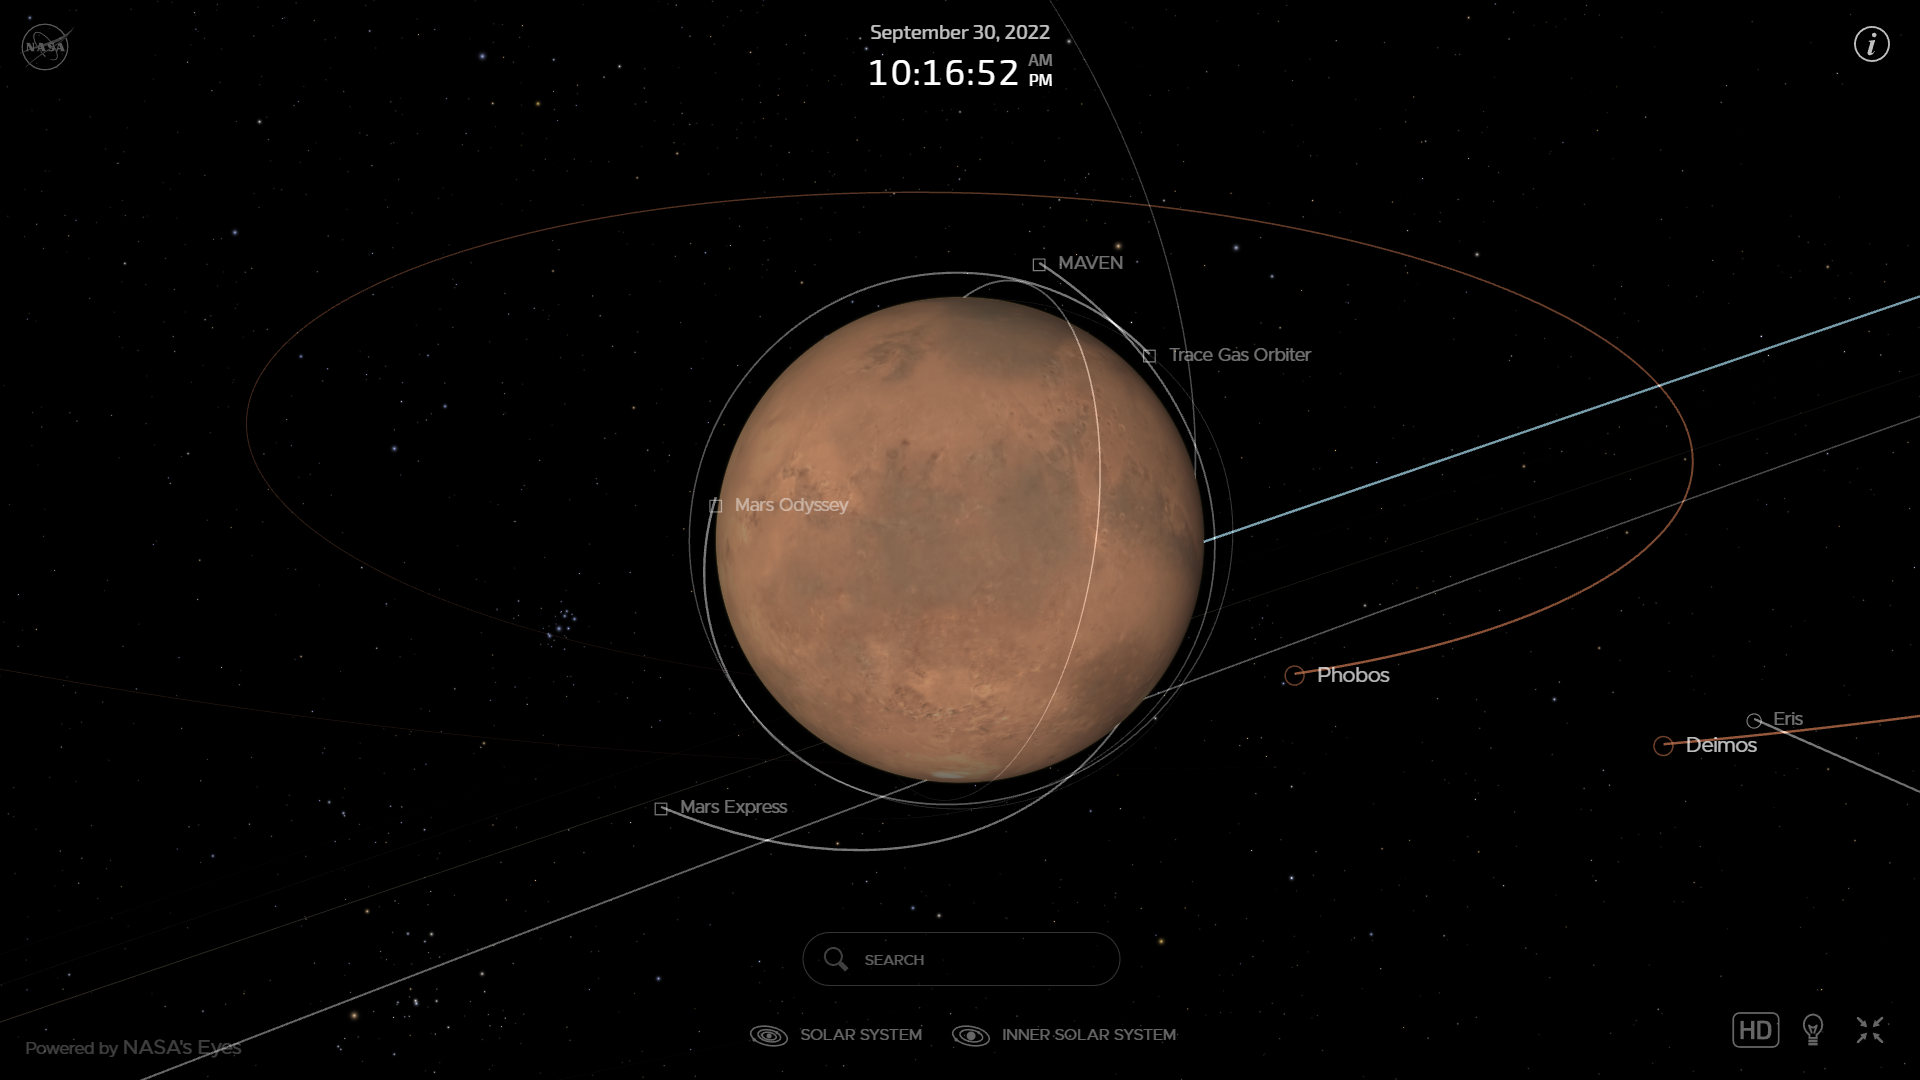 NASA
September 30, 2022
10:16:52 AM
PM
i
MAVEN
Trace Gas Orbiter
Mars Odyssey
Phobos
Eris
Deimos
Mars Express
SEARCH
SOLAR SYSTEM
INNER SOLAR SYSTEM
HD
Powered by NASA's Eyes